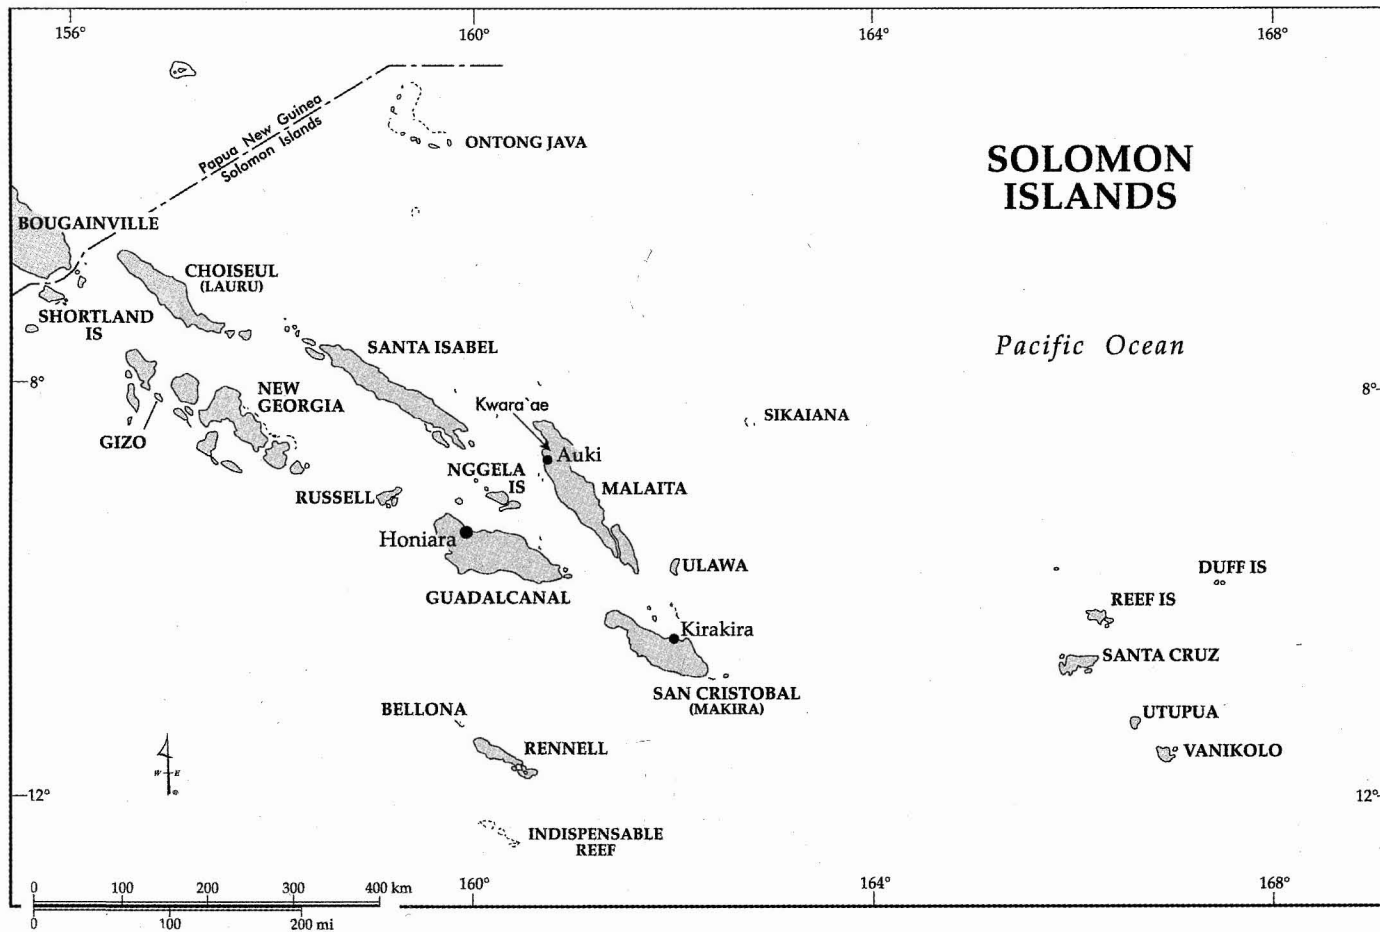 156°
160°
164°
168°
Papua New Guinea
Solomon Islands
ONTONG JAVA
SOLOMON
ISLANDS
BOUGAINVILLE
CHOISEUL
(LAURU)
SHORTLAND
IS
SANTA ISABEL
Pacific Ocean
8°
8°
NEW
GEORGIA
Kwara`ae
SIKAIANA
GIZO
Auki
NGGELA
IS
MALAITA
RUSSELL
Honiara
ULAWA
DUFF IS
GUADALCANAL
REEF IS
Kirakira
SANTA CRUZ
SAN CRISTOBAL
(MAKIRA)
BELLONA
UTUPUA
RENNELL
VANIKOLO
W E
12°
12°
INDISPENSABLE
REEF
0 100 200 300 400 km
160°
164°
168°
0 100 200 mi